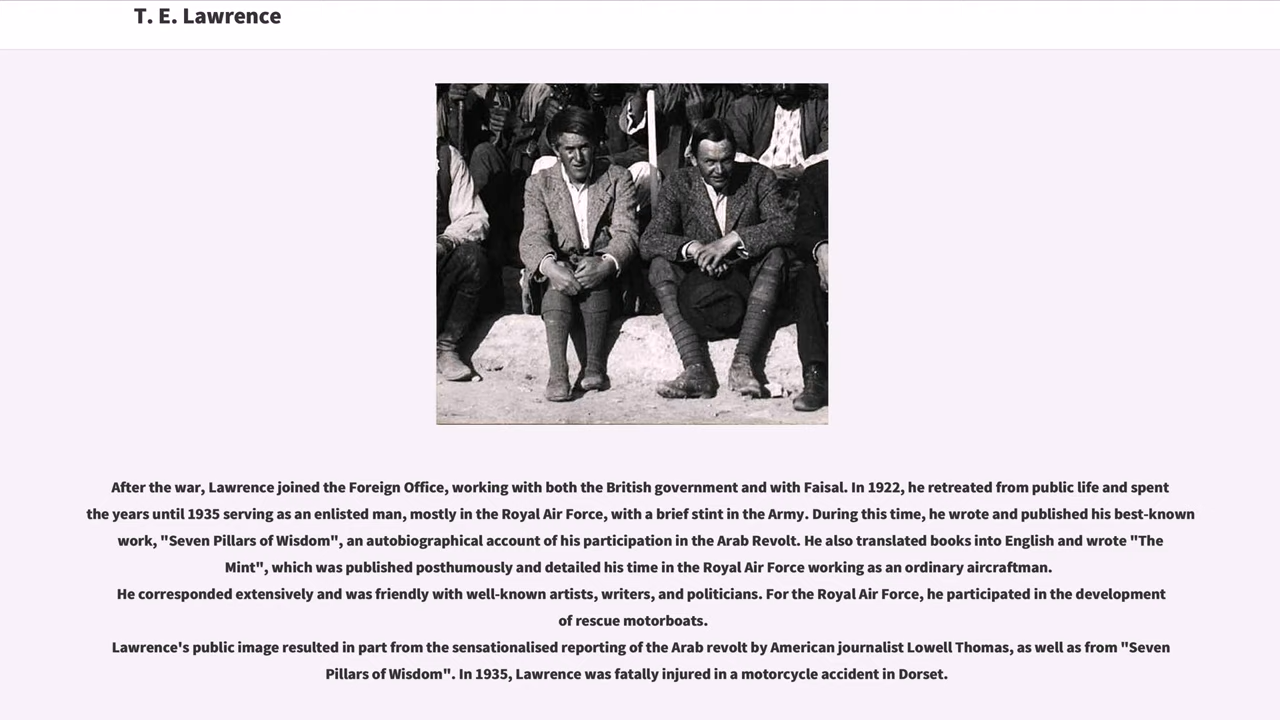 T. E. Lawrence
After the war, Lawrence joined the Foreign Office, working with both the British government and with Faisal. In 1922, he retreated from public life and spent
the years until 1935 serving as an enlisted man, mostly in the Royal Air Force, with a brief stint in the Army. During this time, he wrote and published his best-known
work, "Seven Pillars of Wisdom", an autobiographical account of his participation in the Arab Revolt. He also translated books into English and wrote "The
Mint", which was published posthumously and detailed his time in the Royal Air Force working as an ordinary aircraftman.
He corresponded extensively and was friendly with well-known artists, writers, and politicians. For the Royal Air Force, he participated in the development
of rescue motorboats.
Lawrence's public image resulted in part from the sensationalised reporting of the Arab revolt by American journalist Lowell Thomas, as well as from "Seven
Pillars of Wisdom". In 1935, Lawrence was fatally injured in a motorcycle accident in Dorset.